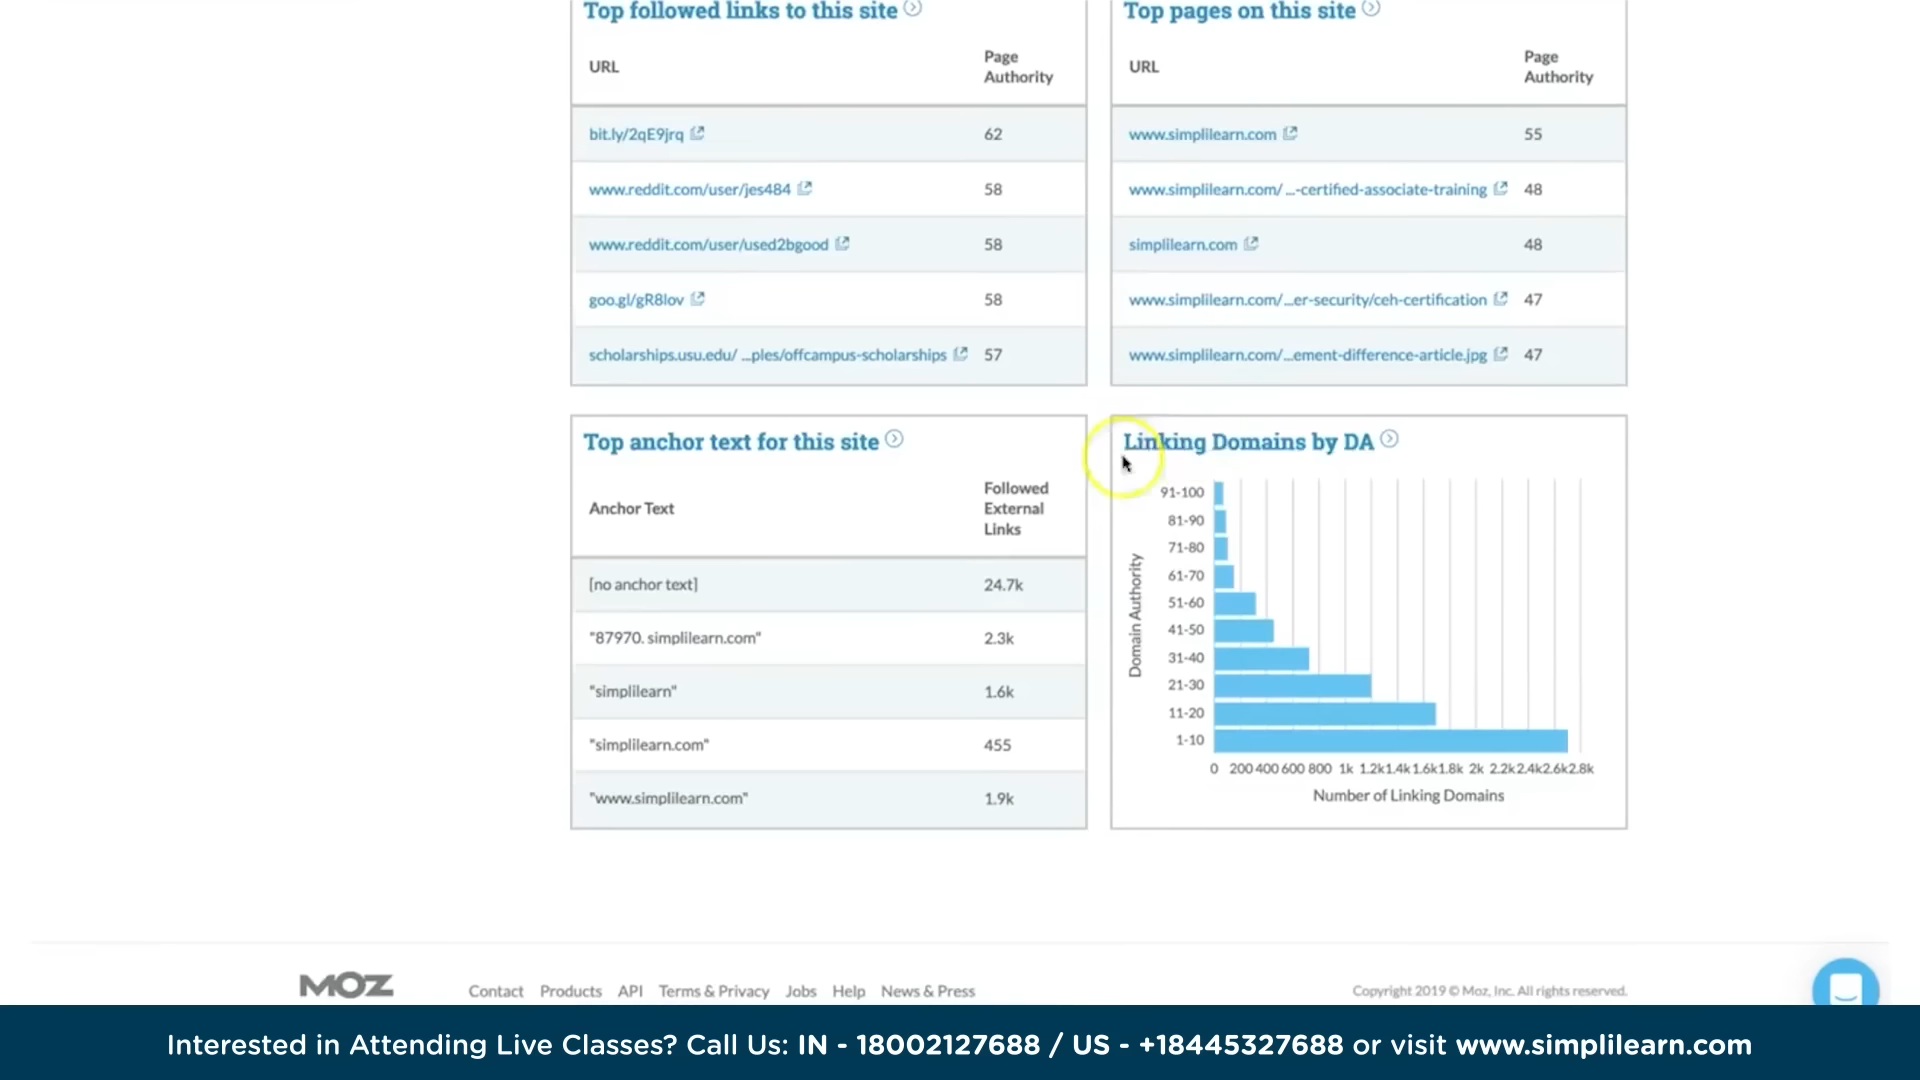 Top followed links to this site
URL
Page
Authority
bit.ly/2qE9jrq 62
www.reddit.com/user/jes484 58
www.reddit.com/user/used2bgood 58
goo.gl/gR8lov 58
scholarships.usu.edu/ ...ples/offcampus-scholarships 57
Top pages on this site
URL
Page
Authority
www.simplilearn.com 55
www.simplilearn.com/ ...-certified-associate-training 48
simplilearn.com 48
www.simplilearn.com/...er-security/ceh-certification 47
www.simplilearn.com/...ement-difference-article.jpg 47
Top anchor text for this site
Anchor Text
Followed
External
Links
[no anchor text] 24.7k
"87970. simplilearn.com" 2.3k
"simplilearn" 1.6k
"simplilearn.com" 455
"www.simplilearn.com" 1.9k
Linking Domains by DA
Domain Authority
91-100
81-90
71-80
61-70
51-60
41-50
31-40
21-30
11-20
1-10
0 200 400 600 800 1k 1.2k 1.4k 1.6k 1.8k 2k 2.2k 2.4k 2.6k 2.8k
Number of Linking Domains
MOZ Contact Products API Terms & Privacy Jobs Help News & Press Copyright 2019 © Moz, Inc. All rights reserved.
Interested in Attending Live Classes? Call Us: IN - 18002127688 / US - +18445327688 or visit www.simplilearn.com